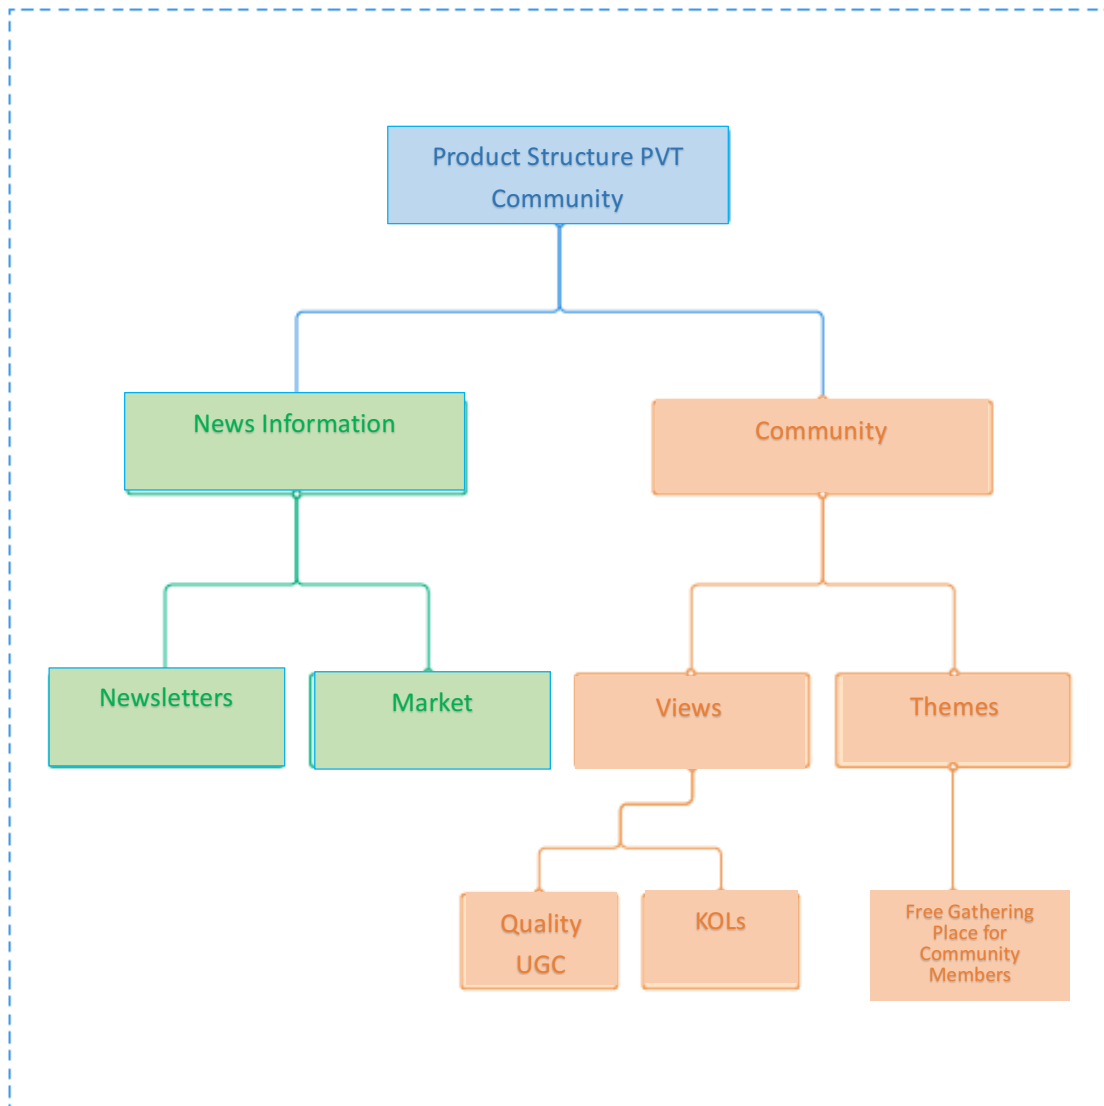 Product Structure PVT
Community
News Information
Community
Newsletters
Market
Views
Themes
Quality
UGC
KOLs
Free Gathering
Place for
Community
Members